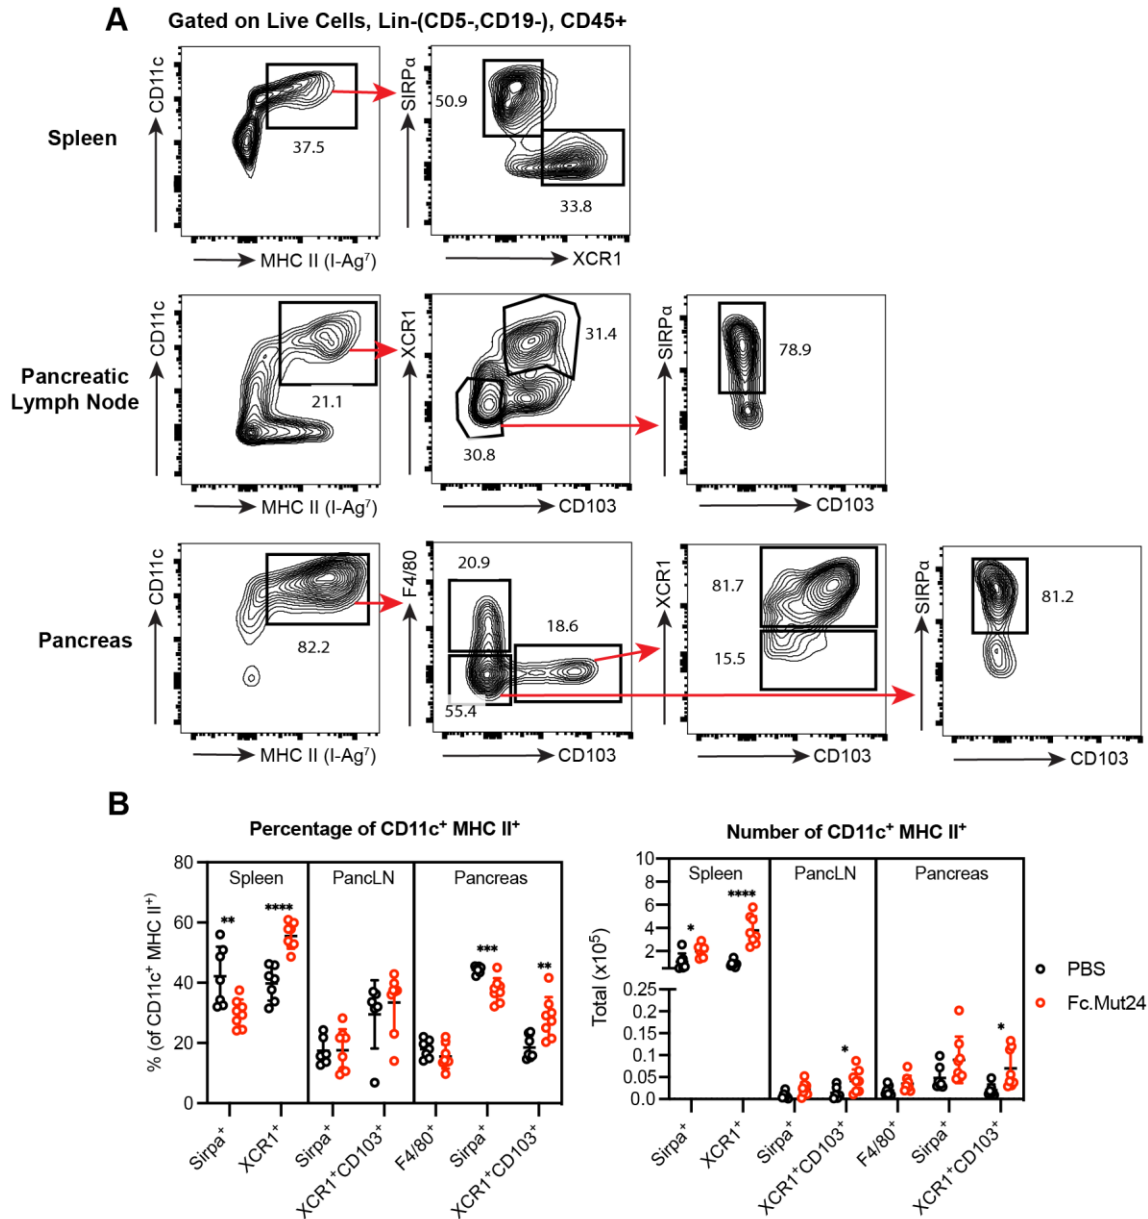 A
Gated on Live Cells, Lin-(CD5-,CD19-), CD45+
Spleen
CD11c
37.5
MHC II (I-Ag⁷)
SIRPα
50.9
33.8
XCR1
Pancreatic
Lymph Node
CD11c
21.1
MHC II (I-Ag⁷)
XCR1
31.4
30.8
CD103
SIRPα
78.9
CD103
Pancreas
CD11c
82.2
MHC II (I-Ag⁷)
F4/80
20.9
18.6
55.4
CD103
XCR1
81.7
15.5
CD103
SIRPα
81.2
CD103
B
Percentage of CD11c⁺ MHC II⁺
% (of CD11c⁺ MHC II⁺)
80
60
40
20
0
Spleen
PancLN
Pancreas
**
****
***
**
Sirpa⁺
XCR1⁺
Sirpa⁺
XCR1⁺CD103⁺
F4/80⁺
Sirpa⁺
XCR1⁺CD103⁺
Number of CD11c⁺ MHC II⁺
Total (x10⁵)
10
8
6
4
2
0.25
0.20
0.15
0.1
0.05
0.0
Spleen
PancLN
Pancreas
*
****
*
*
Sirpa⁺
XCR1⁺
Sirpa⁺
XCR1⁺CD103⁺
F4/80⁺
Sirpa⁺
XCR1⁺CD103⁺
PBS
Fc.Mut24